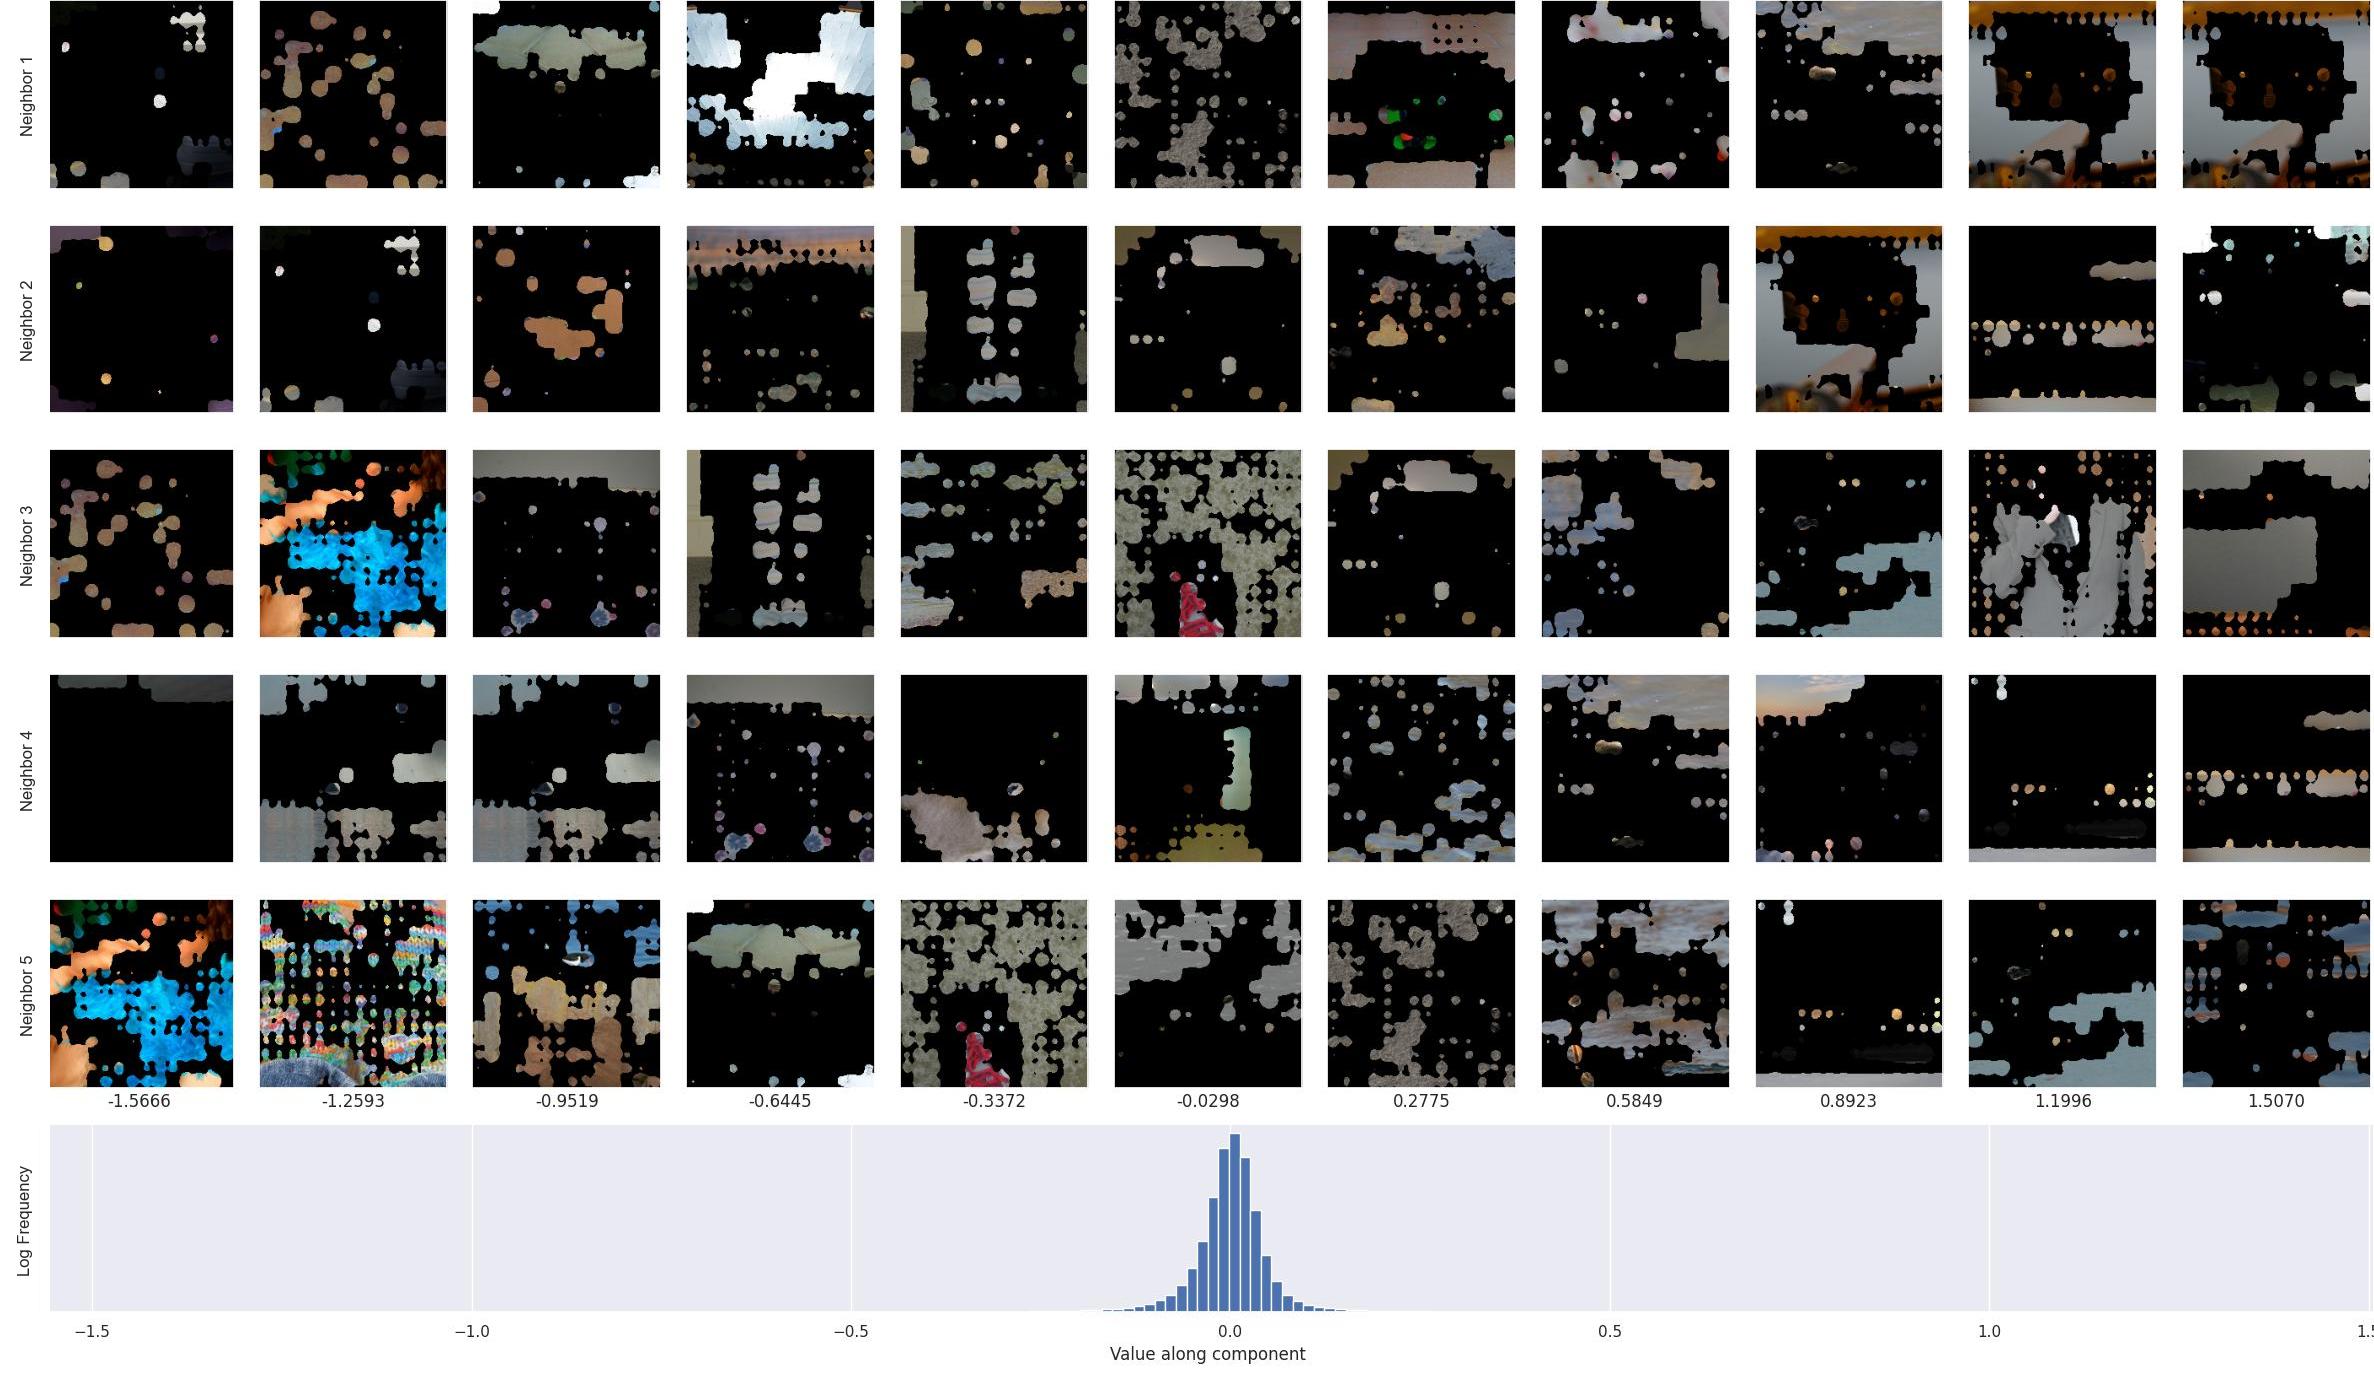 Neighbor 1
Neighbor 2
Neighbor 3
Neighbor 4
Neighbor 5
-1.5666 -1.2593 -0.9519 -0.6445 -0.3372 -0.0298 0.2775 0.5849 0.8923 1.1996 1.5070
Log Frequency
−1.5 −1.0 −0.5 0.0 0.5 1.0
Value along component